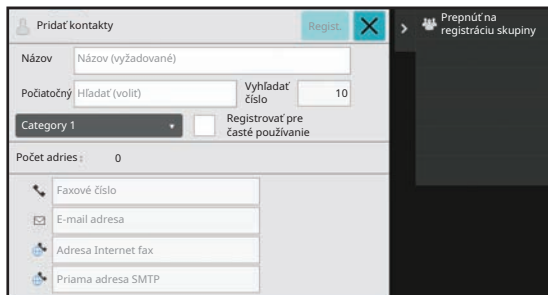 Pridať kontakty
Regist.
Prepnúť na
registráciu skupiny
Názov
Názov (vyžadované)
Počiatočný
Hľadať (voliť)
Vyhľadať
číslo
10
Category 1
Registrovať pre
časté používanie
Počet adries :
0
Faxové číslo
E-mail adresa
Adresa Internet fax
Priama adresa SMTP